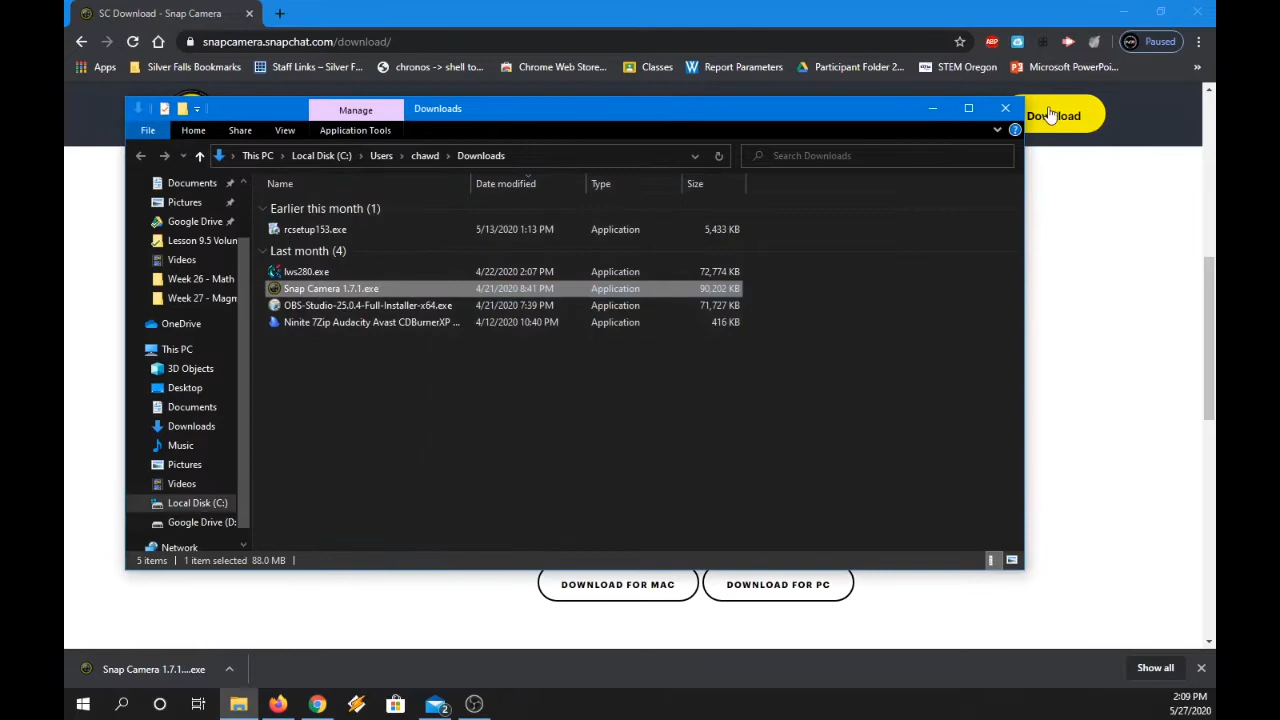 SC Download - Snap Camera
snapcamera.snapchat.com/download/
Paused
Apps
Silver Falls Bookmarks
Staff Links – Silver F...
chronos -> shell to...
Chrome Web Store...
Classes
Report Parameters
Participant Folder 2...
STEM Oregon
Microsoft PowerPoi...
»
Manage
Downloads
Download
File
Home
Share
View
Application Tools
This PC > Local Disk (C:) > Users > chawd > Downloads
Search Downloads
Name
Date modified
Type
Size
Documents
Pictures
Google Drive
Lesson 9.5 Volun
Videos
Week 26 - Math
Week 27 - Magn
OneDrive
This PC
3D Objects
Desktop
Documents
Downloads
Music
Pictures
Videos
Local Disk (C:)
Google Drive (D:
Network
Earlier this month (1)
rcsetup153.exe 5/13/2020 1:13 PM Application 5,433 KB
Last month (4)
lws280.exe 4/22/2020 2:07 PM Application 72,774 KB
Snap Camera 1.7.1.exe 4/21/2020 8:41 PM Application 90,202 KB
OBS-Studio-25.0.4-Full-Installer-x64.exe 4/21/2020 7:39 PM Application 71,727 KB
Ninite 7Zip Audacity Avast CDBurnerXP ... 4/12/2020 10:40 PM Application 416 KB
5 items
1 item selected 88.0 MB
DOWNLOAD FOR MAC
DOWNLOAD FOR PC
Snap Camera 1.7.1....exe
Show all
2
2:09 PM
5/27/2020